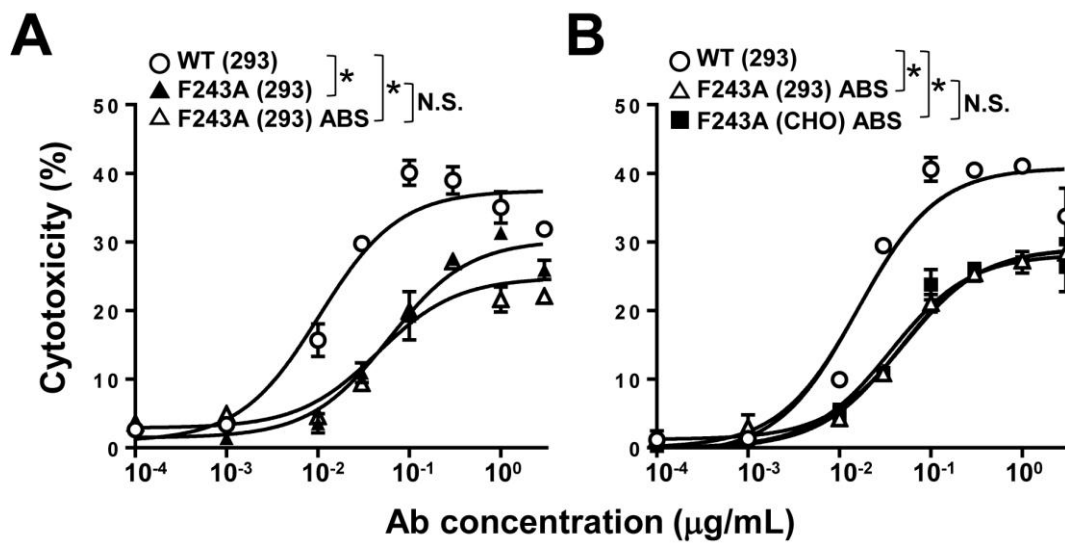 A
WT (293)
F243A (293)
F243A (293) ABS
*
*
N.S.
B
WT (293)
F243A (293) ABS
F243A (CHO) ABS
*
*
N.S.
Cytotoxicity (%)
50
40
30
20
10
0
10-4 10-3 10-2 10-1 100
50
40
30
20
10
0
10-4 10-3 10-2 10-1 100
Ab concentration (μg/mL)